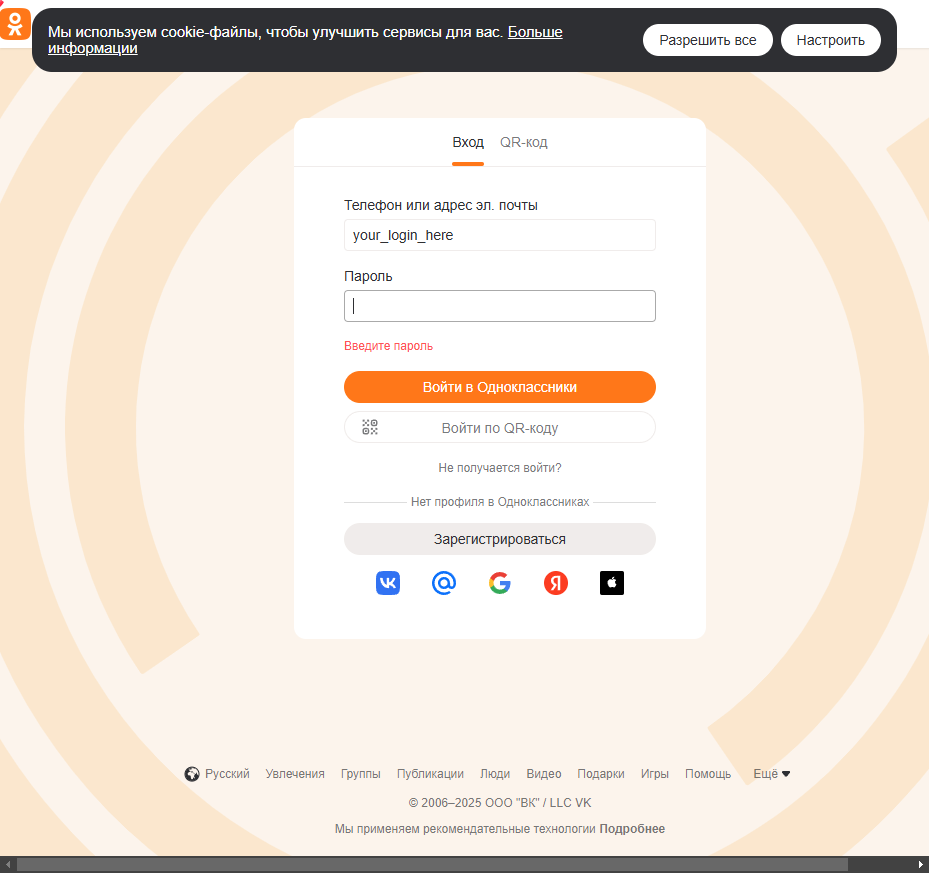 Мы используем cookie-файлы, чтобы улучшить сервисы для вас. Больше
информации
Разрешить все
Настроить
Вход
QR-код
Телефон или адрес эл. почты
your_login_here
Пароль
Введите пароль
Войти в Одноклассники
Войти по QR-коду
Не получается войти?
Нет профиля в Одноклассниках
Зарегистрироваться
Русский Увлечения Группы Публикации Люди Видео Подарки Игры Помощь Ещё
© 2006–2025 ООО "ВК" / LLC VK
Мы применяем рекомендательные технологии Подробнее